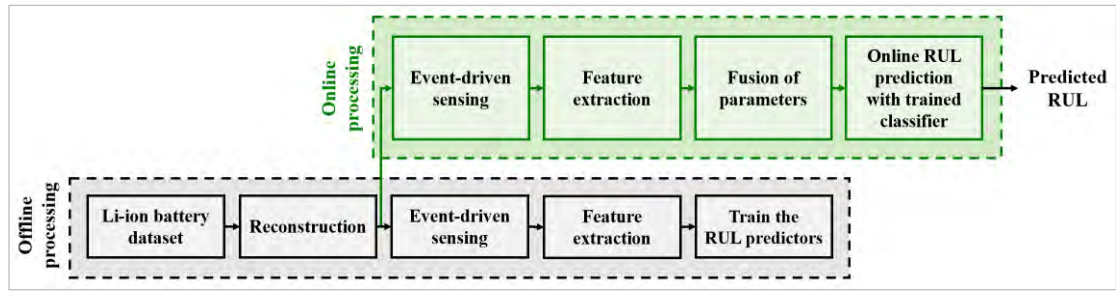 Online
processing
Event-driven
sensing
Feature
extraction
Fusion of
parameters
Online RUL
prediction
with trained
classifier
Predicted
RUL
Offline
processing
Li-ion battery
dataset
Reconstruction
Event-driven
sensing
Feature
extraction
Train the
RUL predictors